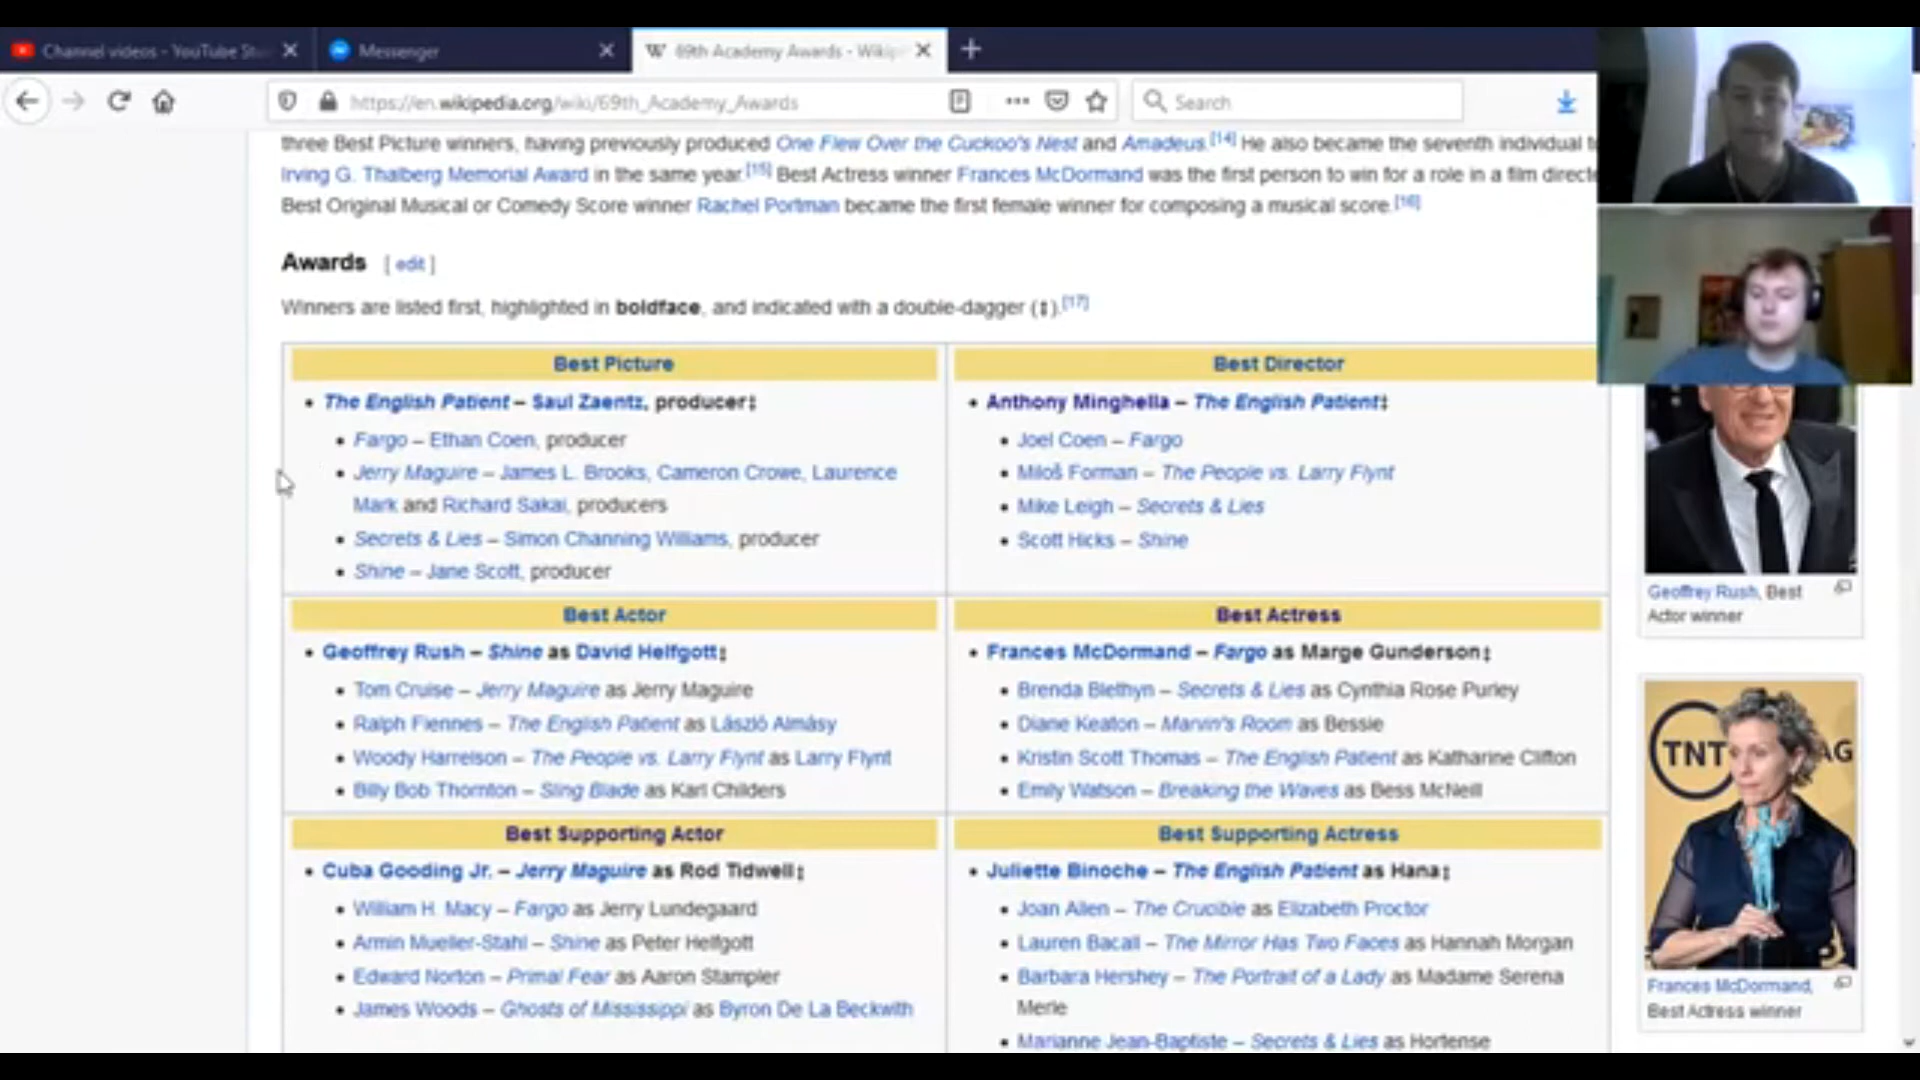 Channel videos - YouTube Stu
Messenger
69th Academy Awards - Wikip
https://en.wikipedia.org/wiki/69th_Academy_Awards
Search
three Best Picture winners, having previously produced One Flew Over the Cuckoo's Nest and Amadeus.[14] He also became the seventh individual to
Irving G. Thalberg Memorial Award in the same year.[15] Best Actress winner Frances McDormand was the first person to win for a role in a film directe
Best Original Musical or Comedy Score winner Rachel Portman became the first female winner for composing a musical score.[16]
Awards [ edit ]
Winners are listed first, highlighted in boldface, and indicated with a double-dagger (‡).[17]
Best Picture
• The English Patient – Saul Zaentz, producer‡
• Fargo – Ethan Coen, producer
• Jerry Maguire – James L. Brooks, Cameron Crowe, Laurence
Mark and Richard Sakai, producers
• Secrets & Lies – Simon Channing Williams, producer
• Shine – Jane Scott, producer
Best Director
• Anthony Minghella – The English Patient‡
• Joel Coen – Fargo
• Miloš Forman – The People vs. Larry Flynt
• Mike Leigh – Secrets & Lies
• Scott Hicks – Shine
Best Actor
• Geoffrey Rush – Shine as David Helfgott‡
• Tom Cruise – Jerry Maguire as Jerry Maguire
• Ralph Fiennes – The English Patient as László Almásy
• Woody Harrelson – The People vs. Larry Flynt as Larry Flynt
• Billy Bob Thornton – Sling Blade as Karl Childers
Best Actress
• Frances McDormand – Fargo as Marge Gunderson‡
• Brenda Blethyn – Secrets & Lies as Cynthia Rose Purley
• Diane Keaton – Marvin's Room as Bessie
• Kristin Scott Thomas – The English Patient as Katharine Clifton
• Emily Watson – Breaking the Waves as Bess McNeill
Best Supporting Actor
• Cuba Gooding Jr. – Jerry Maguire as Rod Tidwell‡
• William H. Macy – Fargo as Jerry Lundegaard
• Armin Mueller-Stahl – Shine as Peter Helfgott
• Edward Norton – Primal Fear as Aaron Stampler
• James Woods – Ghosts of Mississippi as Byron De La Beckwith
Best Supporting Actress
• Juliette Binoche – The English Patient as Hana‡
• Joan Allen – The Crucible as Elizabeth Proctor
• Lauren Bacall – The Mirror Has Two Faces as Hannah Morgan
• Barbara Hershey – The Portrait of a Lady as Madame Serena
Merle
• Marianne Jean-Baptiste – Secrets & Lies as Hortense
Geoffrey Rush, Best
Actor winner
TNT AG
Frances McDormand,
Best Actress winner